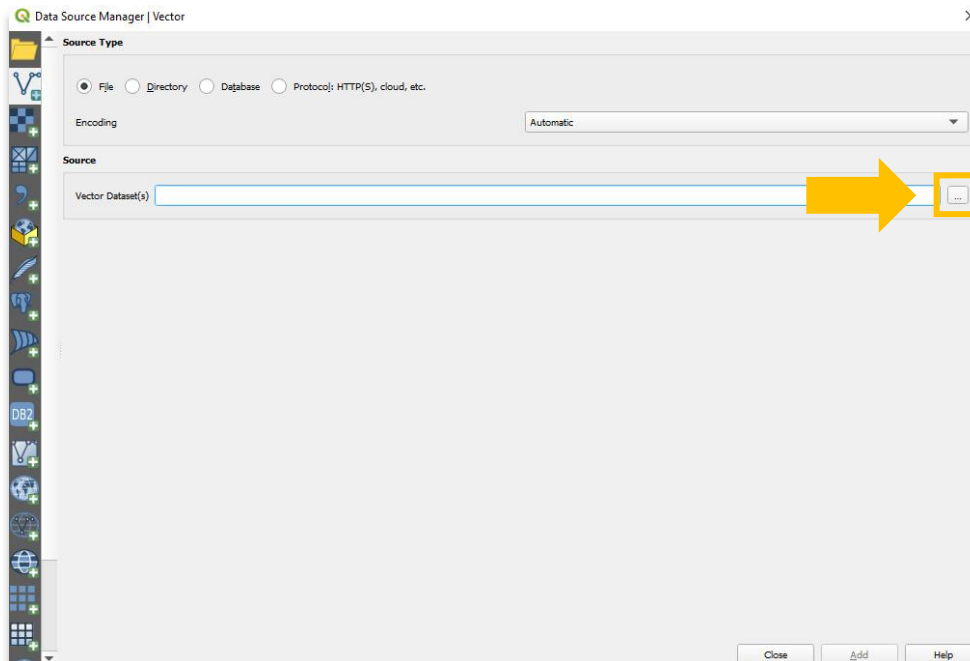 Data Source Manager | Vector
Source Type
File Directory Database Protocol: HTTP(S), cloud, etc.
Encoding Automatic
Source
Vector Dataset(s) ...
DB2
Close Add Help